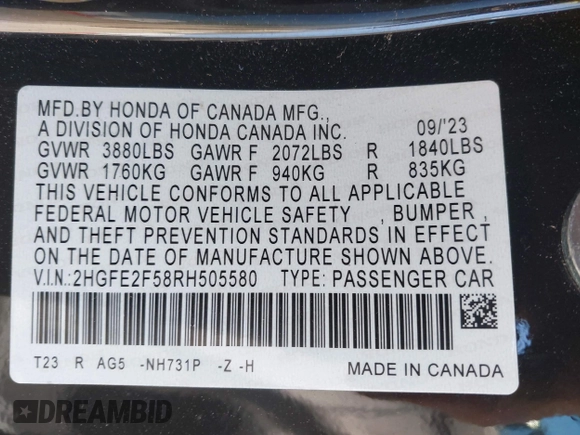 MFD.BY HONDA OF CANADA MFG.,
A DIVISION OF HONDA CANADA INC. 09/'23
GVWR 3880LBS GAWR F 2072LBS R 1840LBS
GVWR 1760KG GAWR F 940KG R 835KG
THIS VEHICLE CONFORMS TO ALL APPLICABLE
FEDERAL MOTOR VEHICLE SAFETY , BUMPER ,
AND THEFT PREVENTION STANDARDS IN EFFECT
ON THE DATE OF MANUFACTURE SHOWN ABOVE.
V.I.N.:2HGFE2F58RH505580 TYPE: PASSENGER CAR
T23 R AG5 -NH731P -Z -H MADE IN CANADA
DREAMBID